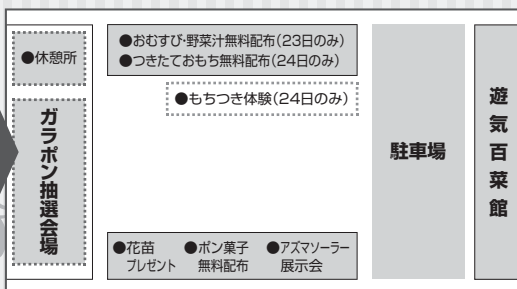 ●休憩所
ガラポン抽選会場
●おむすび・野菜汁無料配布(23日のみ)
●つきたておもち無料配布(24日のみ)
●もちつき体験(24日のみ)
●花苗
プレゼント
●ポン菓子
無料配布
●アズマソーラー
展示会
駐車場
遊気百菜館